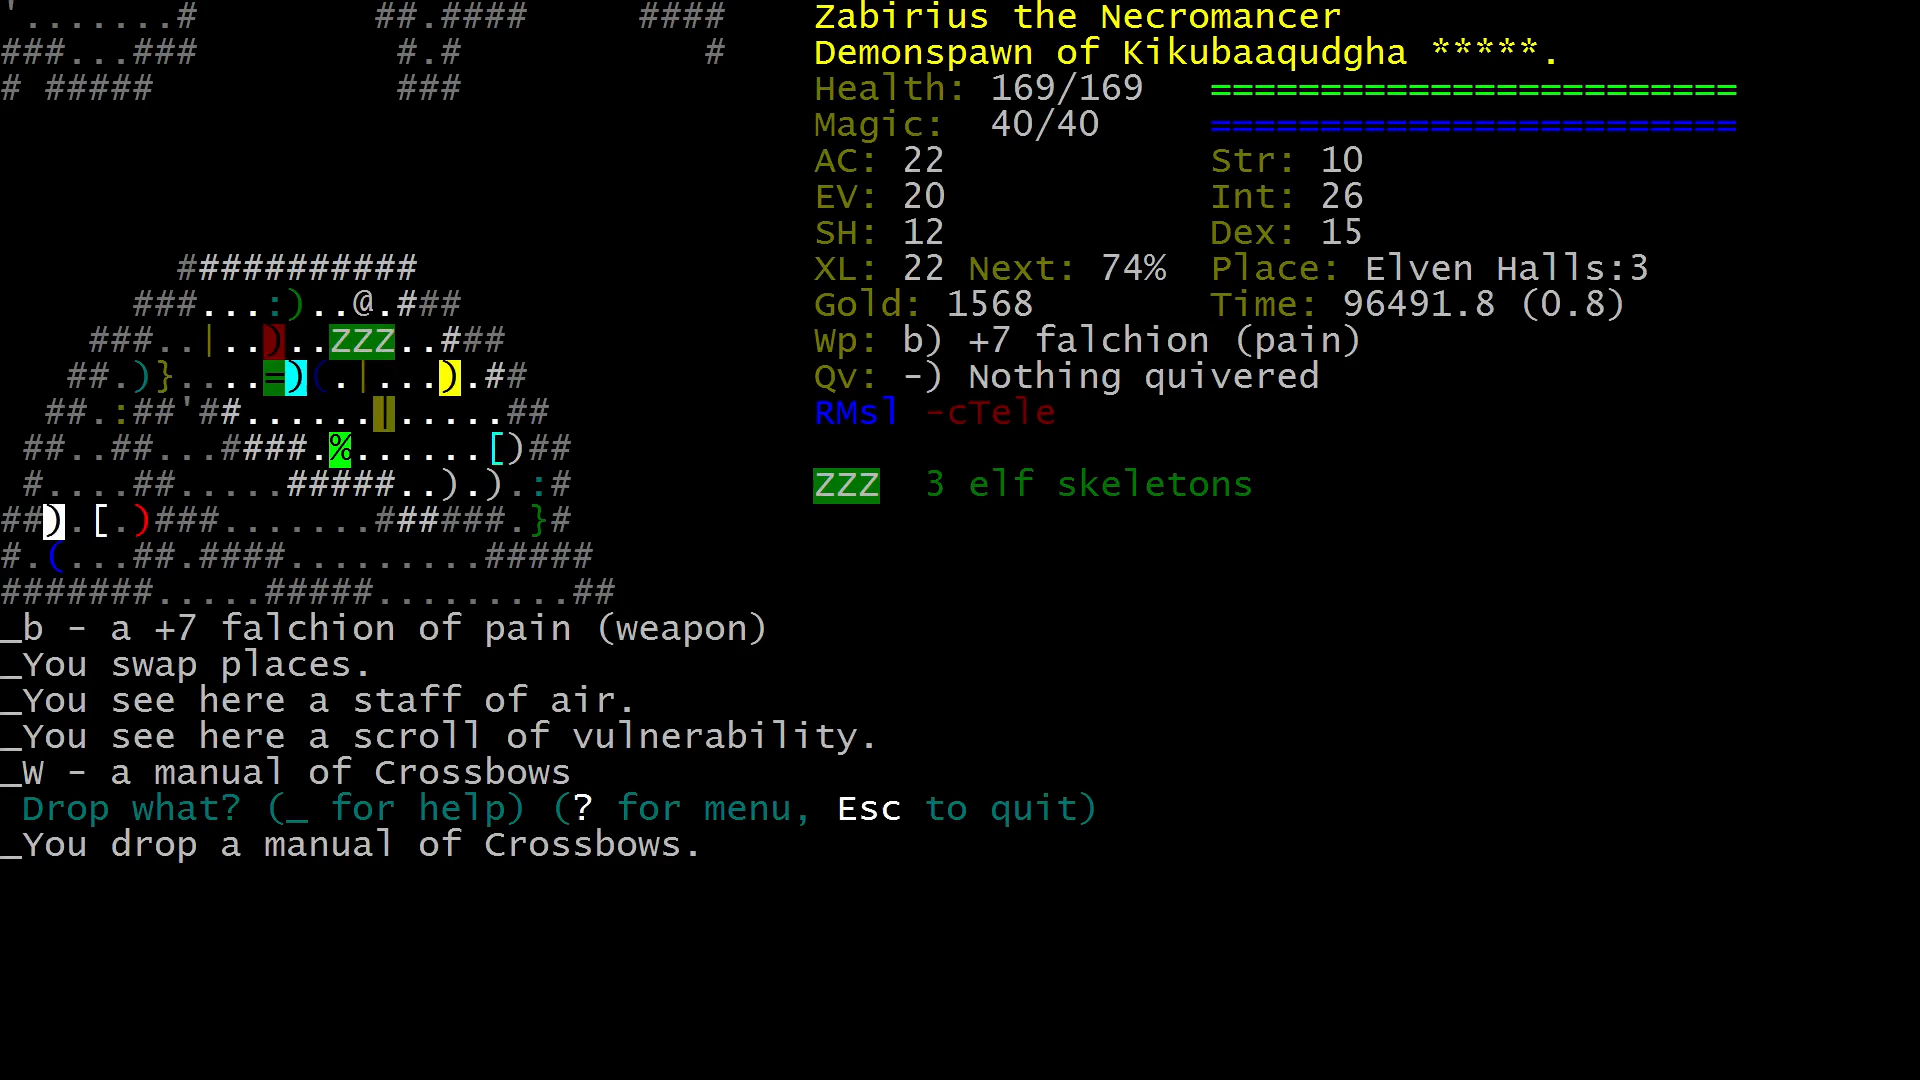 '.......#        ##.####     ####    Zabirius the Necromancer
###...###         #.#           #    Demonspawn of Kikubaaqudgha *****.
# #####           ###                Health: 169/169   ========================
                                     Magic:  40/40     ========================
                                     AC: 22            Str: 10
                                     EV: 20            Int: 26
                                     SH: 12            Dex: 15
        ###########                  XL: 22 Next: 74%  Place: Elven Halls:3
      ###...:)..@.###                Gold: 1568        Time: 96491.8 (0.8)
    ###..|..)..ZZZ..###              Wp: b) +7 falchion (pain)
   ##.)}....=)(.|...).##             Qv: -) Nothing quivered
  ##.:##'##......|.....##            RMsl -cTele
 ##..##...####.%......[)##
 #....##.....#####..).).:#           ZZZ  3 elf skeletons
##).[.)###.......######.}#
#.(...##.####.........#####
#######.....#####.........##
_b - a +7 falchion of pain (weapon)
_You swap places.
_You see here a staff of air.
_You see here a scroll of vulnerability.
_W - a manual of Crossbows
 Drop what? (_ for help) (? for menu, Esc to quit)
_You drop a manual of Crossbows.